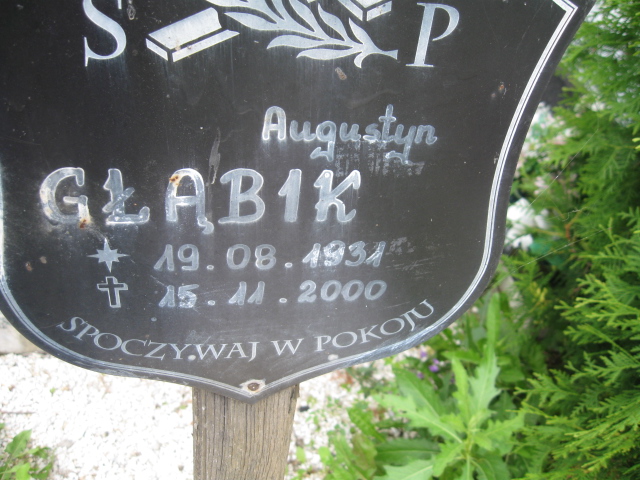 S P
Augustyn
GŁĄBIK
19.08.1931
15.11.2000
SPOCZYWAJ W POKOJU